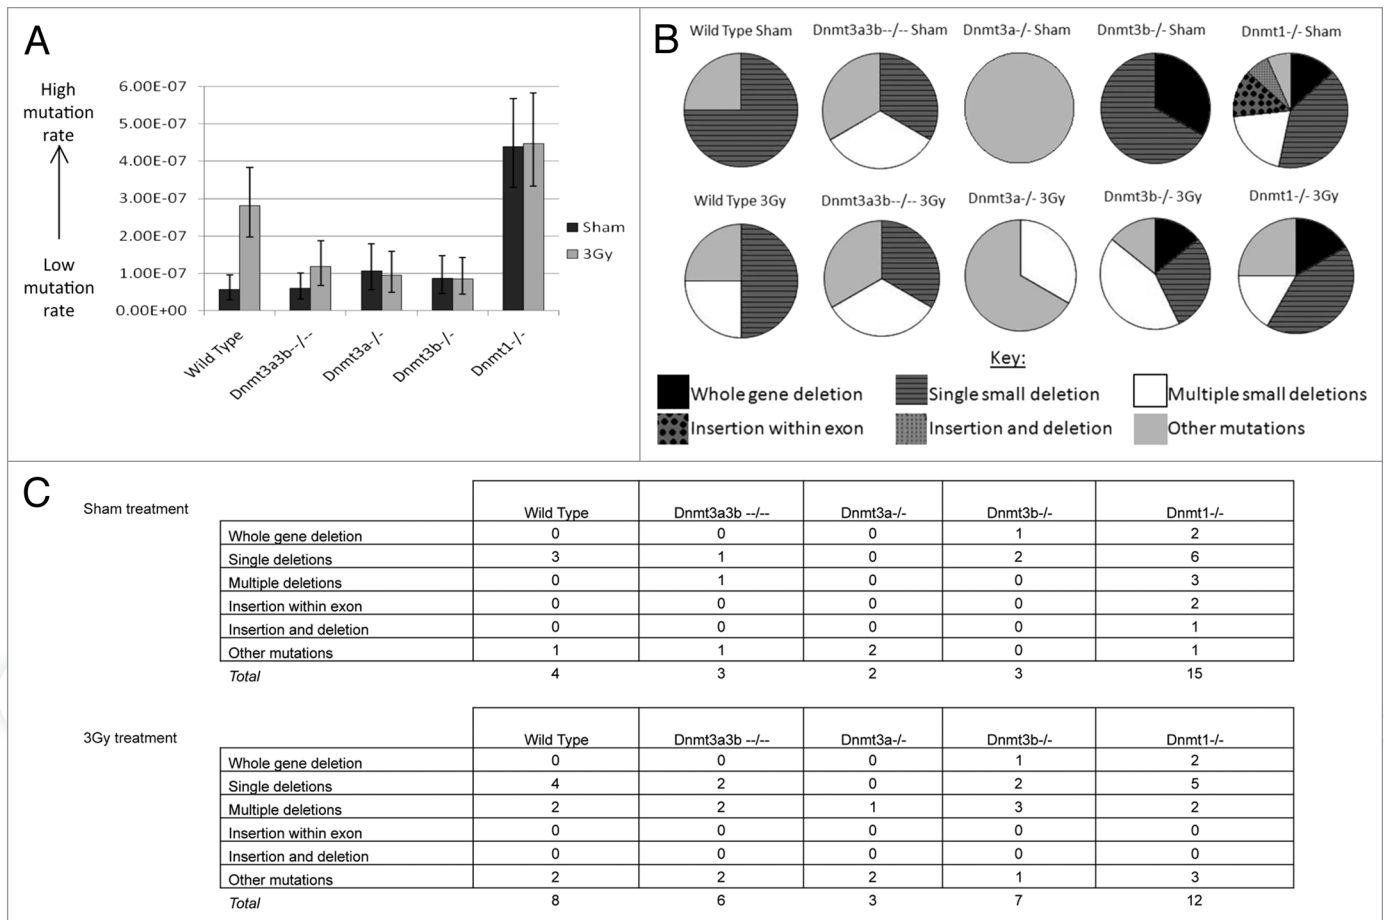 A
High
mutation
rate
Low
mutation
rate
6.00E-07
5.00E-07
4.00E-07
3.00E-07
2.00E-07
1.00E-07
0.00E+00
Wild Type
Dnmt3a3b--/--
Dnmt3a-/-
Dnmt3b-/-
Dnmt1-/-
Sham
3Gy
B
Wild Type Sham Dnmt3a3b--/-- Sham Dnmt3a-/- Sham Dnmt3b-/- Sham Dnmt1-/- Sham
Wild Type 3Gy Dnmt3a3b--/-- 3Gy Dnmt3a-/- 3Gy Dnmt3b-/- 3Gy Dnmt1-/- 3Gy
Key:
Whole gene deletion Single small deletion Multiple small deletions
Insertion within exon Insertion and deletion Other mutations
C
Sham treatment
Wild Type Dnmt3a3b --/-- Dnmt3a-/- Dnmt3b-/- Dnmt1-/-
Whole gene deletion 0 0 0 1 2
Single deletions 3 1 0 2 6
Multiple deletions 0 1 0 0 3
Insertion within exon 0 0 0 0 2
Insertion and deletion 0 0 0 0 1
Other mutations 1 1 2 0 1
Total 4 3 2 3 15
3Gy treatment
Wild Type Dnmt3a3b --/-- Dnmt3a-/- Dnmt3b-/- Dnmt1-/-
Whole gene deletion 0 0 0 1 2
Single deletions 4 2 0 2 5
Multiple deletions 2 2 1 3 2
Insertion within exon 0 0 0 0 0
Insertion and deletion 0 0 0 0 0
Other mutations 2 2 2 1 3
Total 8 6 3 7 12